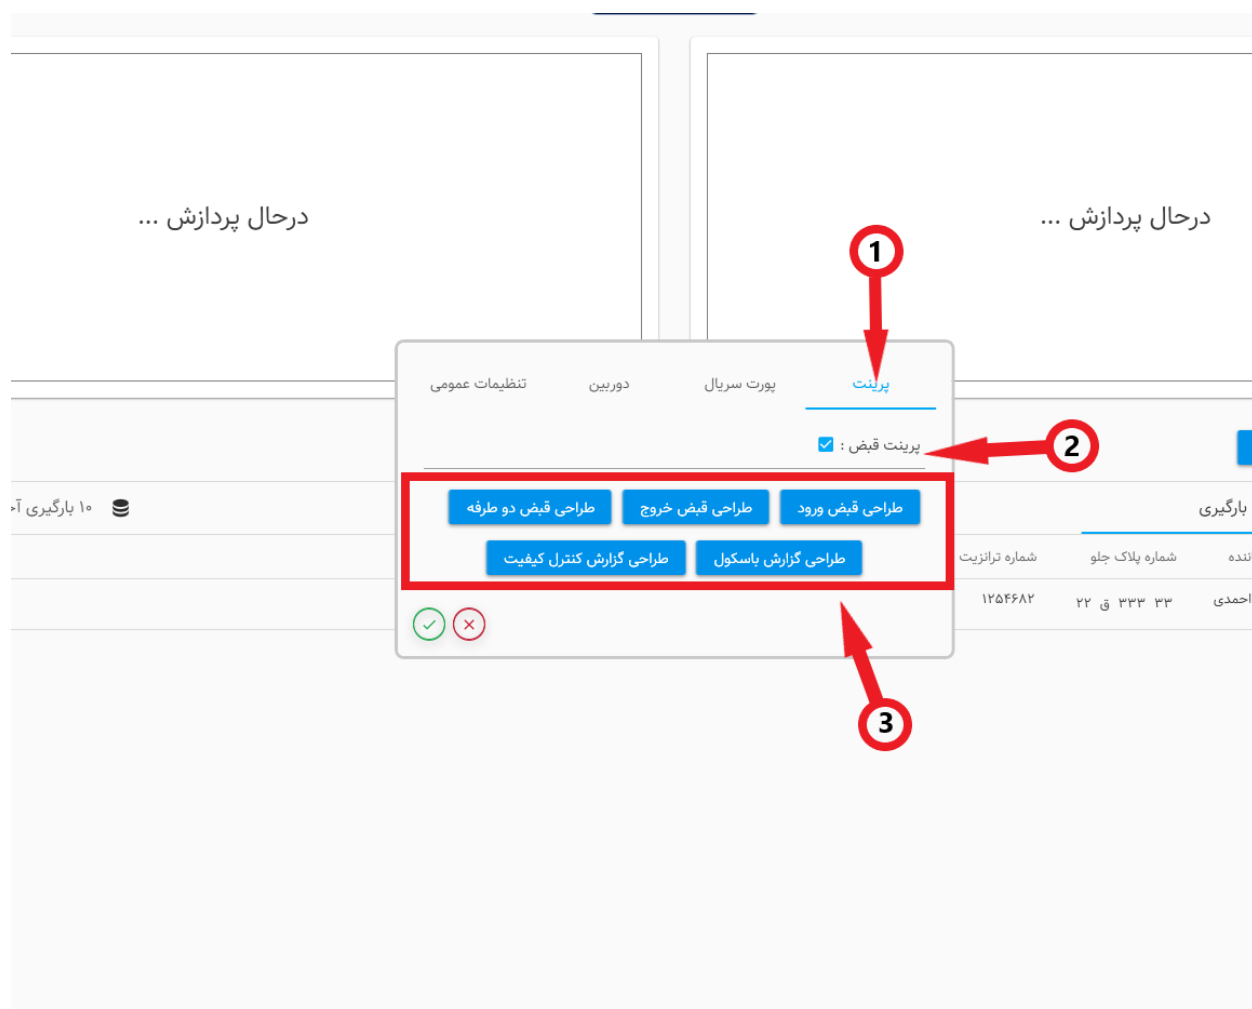 درحال پردازش ...
درحال پردازش ...
1
پرینت
پورت سریال
دوربین
تنظیمات عمومی
پرینت قبض :
2
طراحی قبض ورود
طراحی قبض خروج
طراحی قبض دو طرفه
طراحی گزارش باسکول
طراحی گزارش کنترل کیفیت
3
بارگیری
۱۰ بارگیری
شماره پلاک جلو
شماره ترانزیت
احمدی
۳۳ ۳۳۳ ق ۲۲
۱۲۵۴۶۸۲